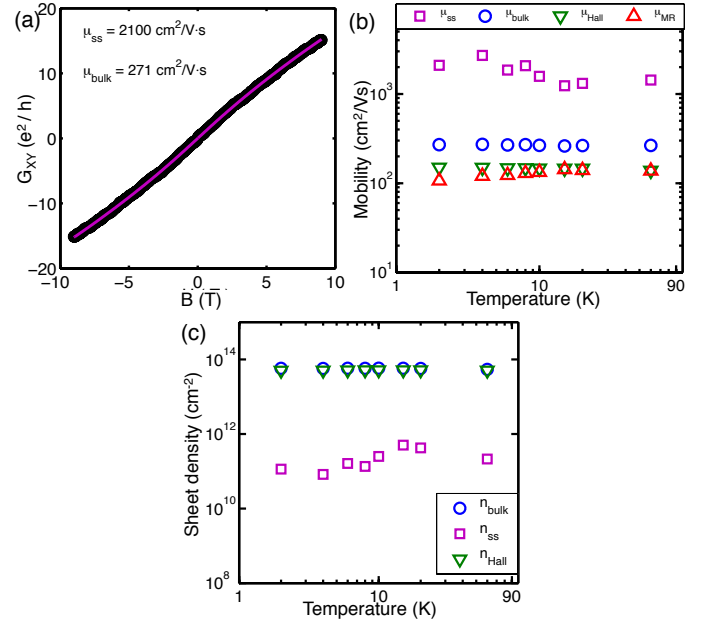 (a)
μss = 2100 cm²/V·s
μbulk = 271 cm²/V·s
GXY (e² / h)
20
10
0
−10
−20
−10
−5
0
5
10
B (T)
(b)
μss
μbulk
μHall
μMR
Mobility (cm²/Vs)
10³
10²
10¹
1
10
90
Temperature (K)
(c)
Sheet density (cm⁻²)
10¹⁴
10¹²
10¹⁰
10⁸
nbulk
nss
nHall
1
10
90
Temperature (K)